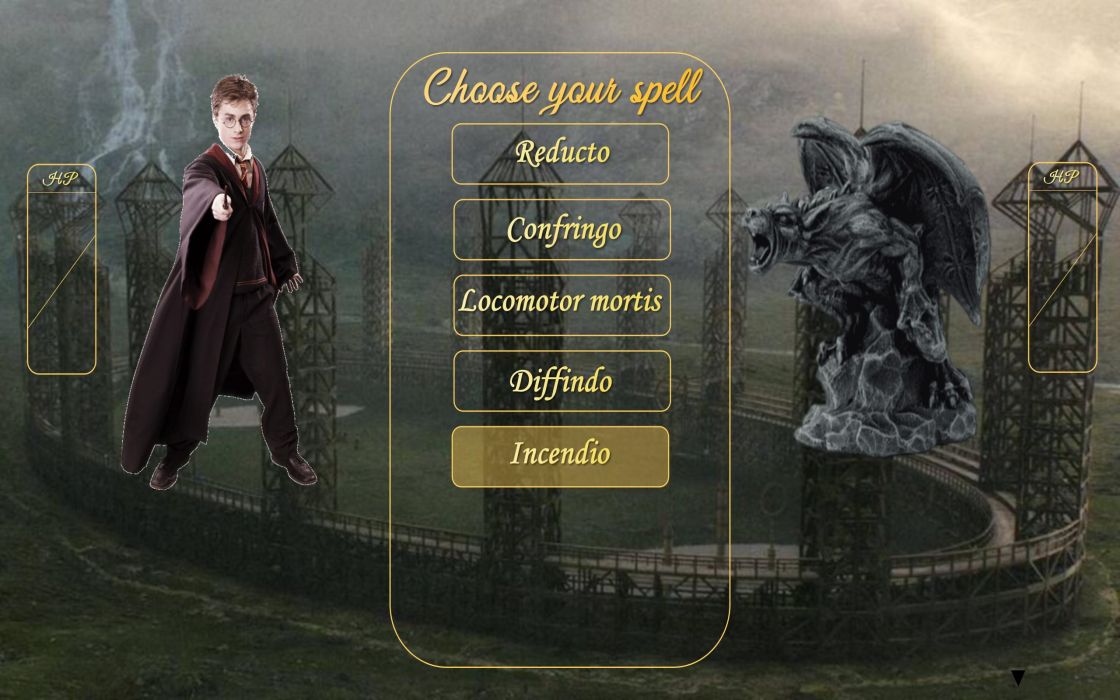 Choose your spell
HP
HP
Reducto
Confringo
Locomotor mortis
Diffindo
Incendio